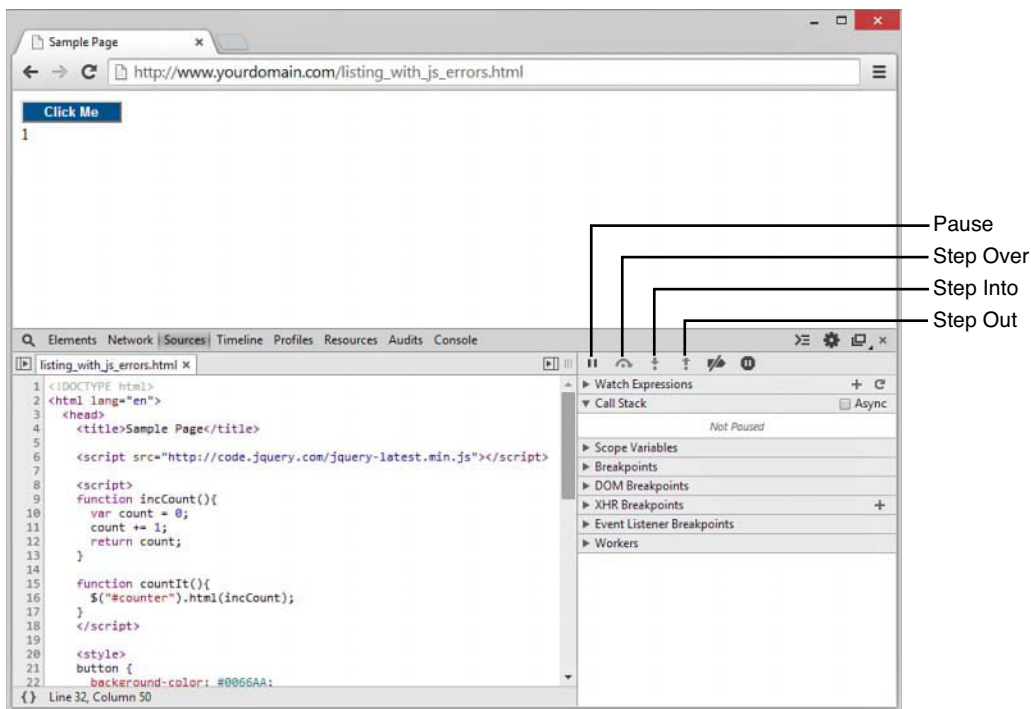 Sample Page
http://www.yourdomain.com/listing_with_js_errors.html
Click Me
1
Pause
Step Over
Step Into
Step Out
Elements Network Sources Timeline Profiles Resources Audits Console
listing_with_js_errors.html
1 <!DOCTYPE html>
2 <html lang="en">
3 <head>
4 <title>Sample Page</title>
5
6 <script src="http://code.jquery.com/jquery-latest.min.js"></script>
7
8 <script>
9 function incCount(){
10 var count = 0;
11 count += 1;
12 return count;
13 }
14
15 function countIt(){
16 $("#counter").html(incCount);
17 }
18 </script>
19
20 <style>
21 button {
22 background-color: #0066AA;
{} Line 32, Column 50
Watch Expressions
Call Stack Async
Not Paused
Scope Variables
Breakpoints
DOM Breakpoints
XHR Breakpoints
Event Listener Breakpoints
Workers